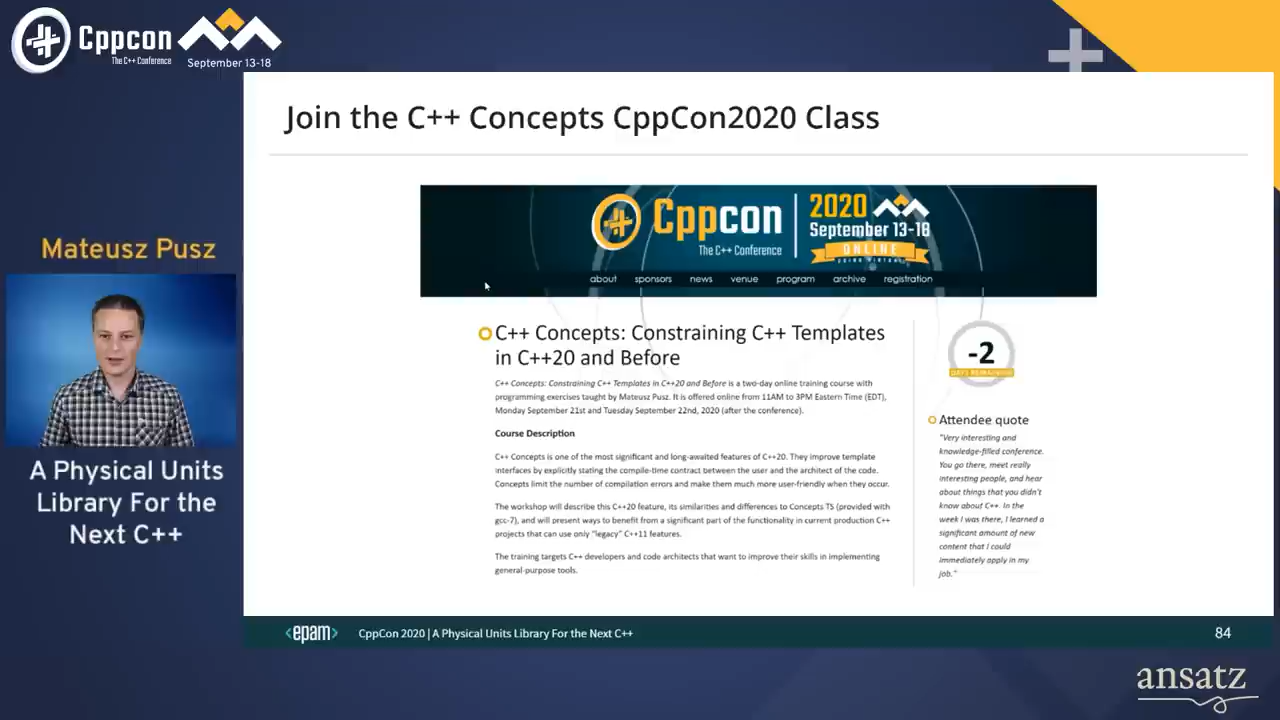 Cppcon
The C++ Conference
September 13-18
Join the C++ Concepts CppCon2020 Class
Cppcon
The C++ Conference
2020
September 13-18
ONLINE
about sponsors news venue program archive registration
Mateusz Pusz
A Physical Units
Library For the
Next C++
C++ Concepts: Constraining C++ Templates
in C++20 and Before
C++ Concepts: Constraining C++ Templates in C++20 and Before is a two-day online training course with
programming exercises taught by Mateusz Pusz. It is offered online from 11AM to 3PM Eastern Time (EDT),
Monday September 21st and Tuesday September 22nd, 2020 (after the conference).
Course Description
C++ Concepts is one of the most significant and long-awaited features of C++20. They improve template
interfaces by explicitly stating the compile-time contract between the user and the architect of the code.
Concepts limit the number of compilation errors and make them much more user-friendly when they occur.
The workshop will describe this C++20 feature, its similarities and differences to Concepts TS (provided with
gcc-7), and will present ways to benefit from a significant part of the functionality in current production C++
projects that can use only "legacy" C++11 features.
The training targets C++ developers and code architects that want to improve their skills in implementing
general-purpose tools.
-2
DAYS REMAINING
Attendee quote
"Very interesting and
knowledge-filled conference.
You go there, meet really
interesting people, and hear
about things that you didn't
know about C++. In the
week I was there, I learned a
significant amount of new
content that I could
immediately apply in my
job."
<epam> CppCon 2020 | A Physical Units Library For the Next C++ 84
ansatz